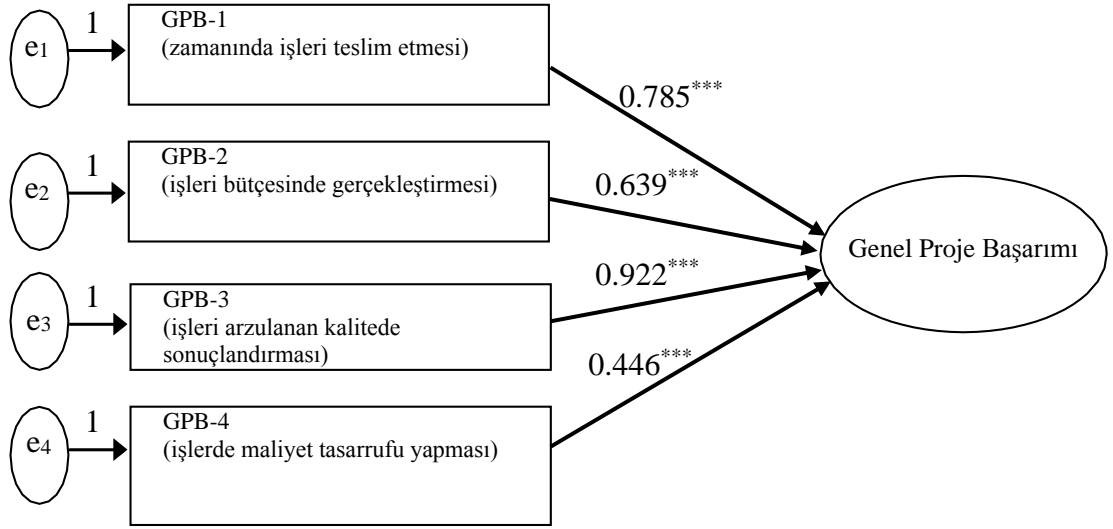 e1
1
GPB-1
(zamanında işleri teslim etmesi)
0.785***
e2
1
GPB-2
(işleri bütçesinde gerçekleştirmesi)
0.639***
Genel Proje Başarımı
e3
1
GPB-3
(işleri arzulanan kalitede
sonuçlandırması)
0.922***
e4
1
GPB-4
(işlerde maliyet tasarrufu yapması)
0.446***